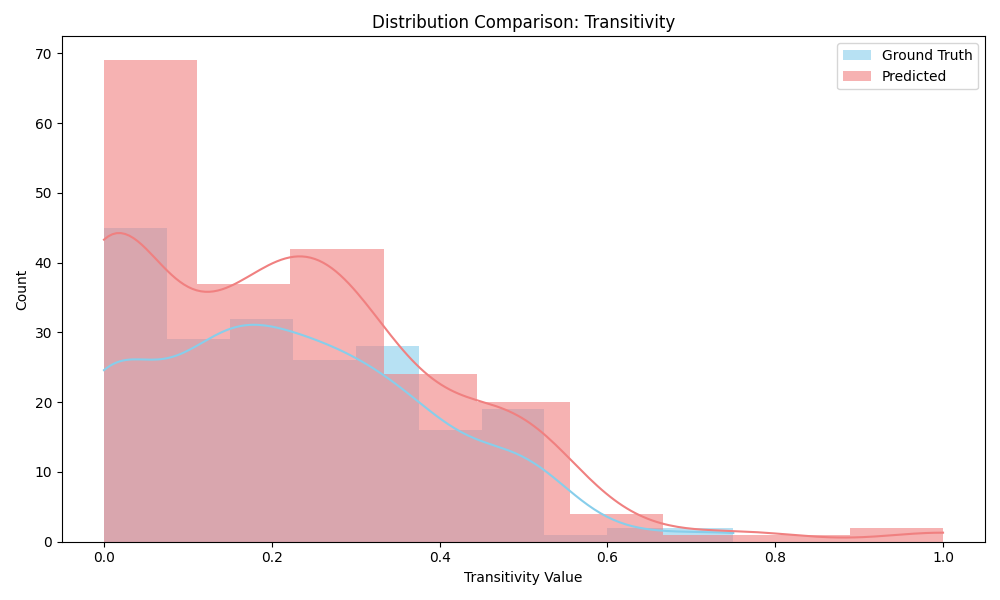 Distribution Comparison: Transitivity
Ground Truth
Predicted
70
60
50
40
30
20
10
0
Count
0.0 0.2 0.4 0.6 0.8 1.0
Transitivity Value